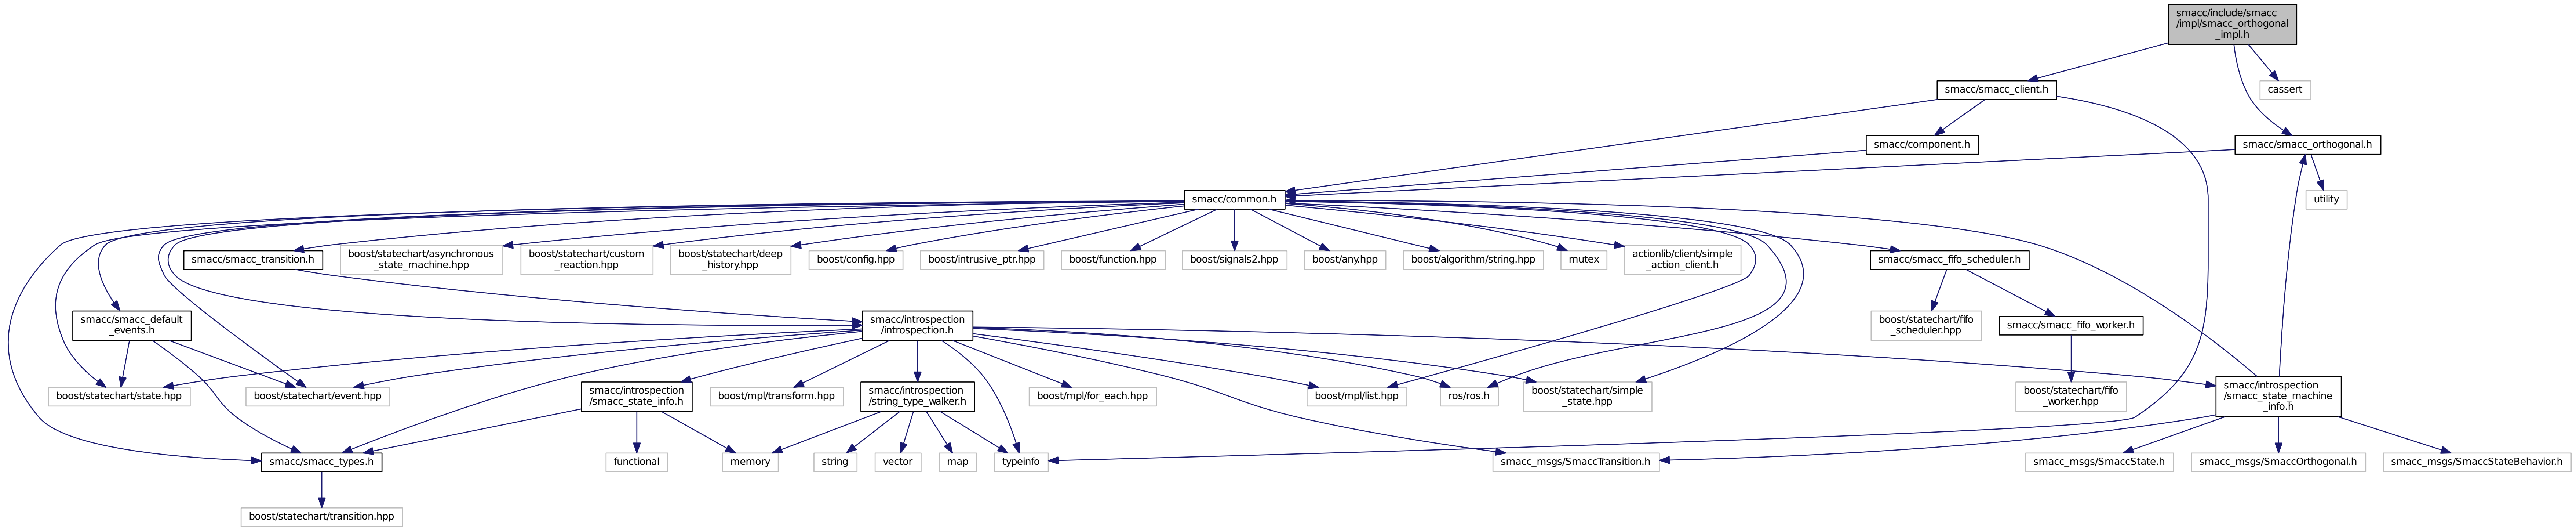 smacc/include/smacc
/impl/smacc_orthogonal
_impl.h
smacc/smacc_client.h
cassert
smacc/component.h
smacc/smacc_orthogonal.h
smacc/common.h
utility
smacc/smacc_transition.h
boost/statechart/asynchronous
_state_machine.hpp
boost/statechart/custom
_reaction.hpp
boost/statechart/deep
_history.hpp
boost/config.hpp
boost/intrusive_ptr.hpp
boost/function.hpp
boost/signals2.hpp
boost/any.hpp
boost/algorithm/string.hpp
mutex
actionlib/client/simple
_action_client.h
smacc/smacc_fifo_scheduler.h
smacc/smacc_default
_events.h
smacc/introspection
/introspection.h
boost/statechart/fifo
_scheduler.hpp
smacc/smacc_fifo_worker.h
boost/statechart/state.hpp
boost/statechart/event.hpp
smacc/introspection
/smacc_state_info.h
boost/mpl/transform.hpp
smacc/introspection
/string_type_walker.h
boost/mpl/for_each.hpp
boost/mpl/list.hpp
ros/ros.h
boost/statechart/simple
_state.hpp
boost/statechart/fifo
_worker.hpp
smacc/introspection
/smacc_state_machine
_info.h
smacc/smacc_types.h
functional
memory
string
vector
map
typeinfo
smacc_msgs/SmaccTransition.h
smacc_msgs/SmaccState.h
smacc_msgs/SmaccOrthogonal.h
smacc_msgs/SmaccStateBehavior.h
boost/statechart/transition.hpp